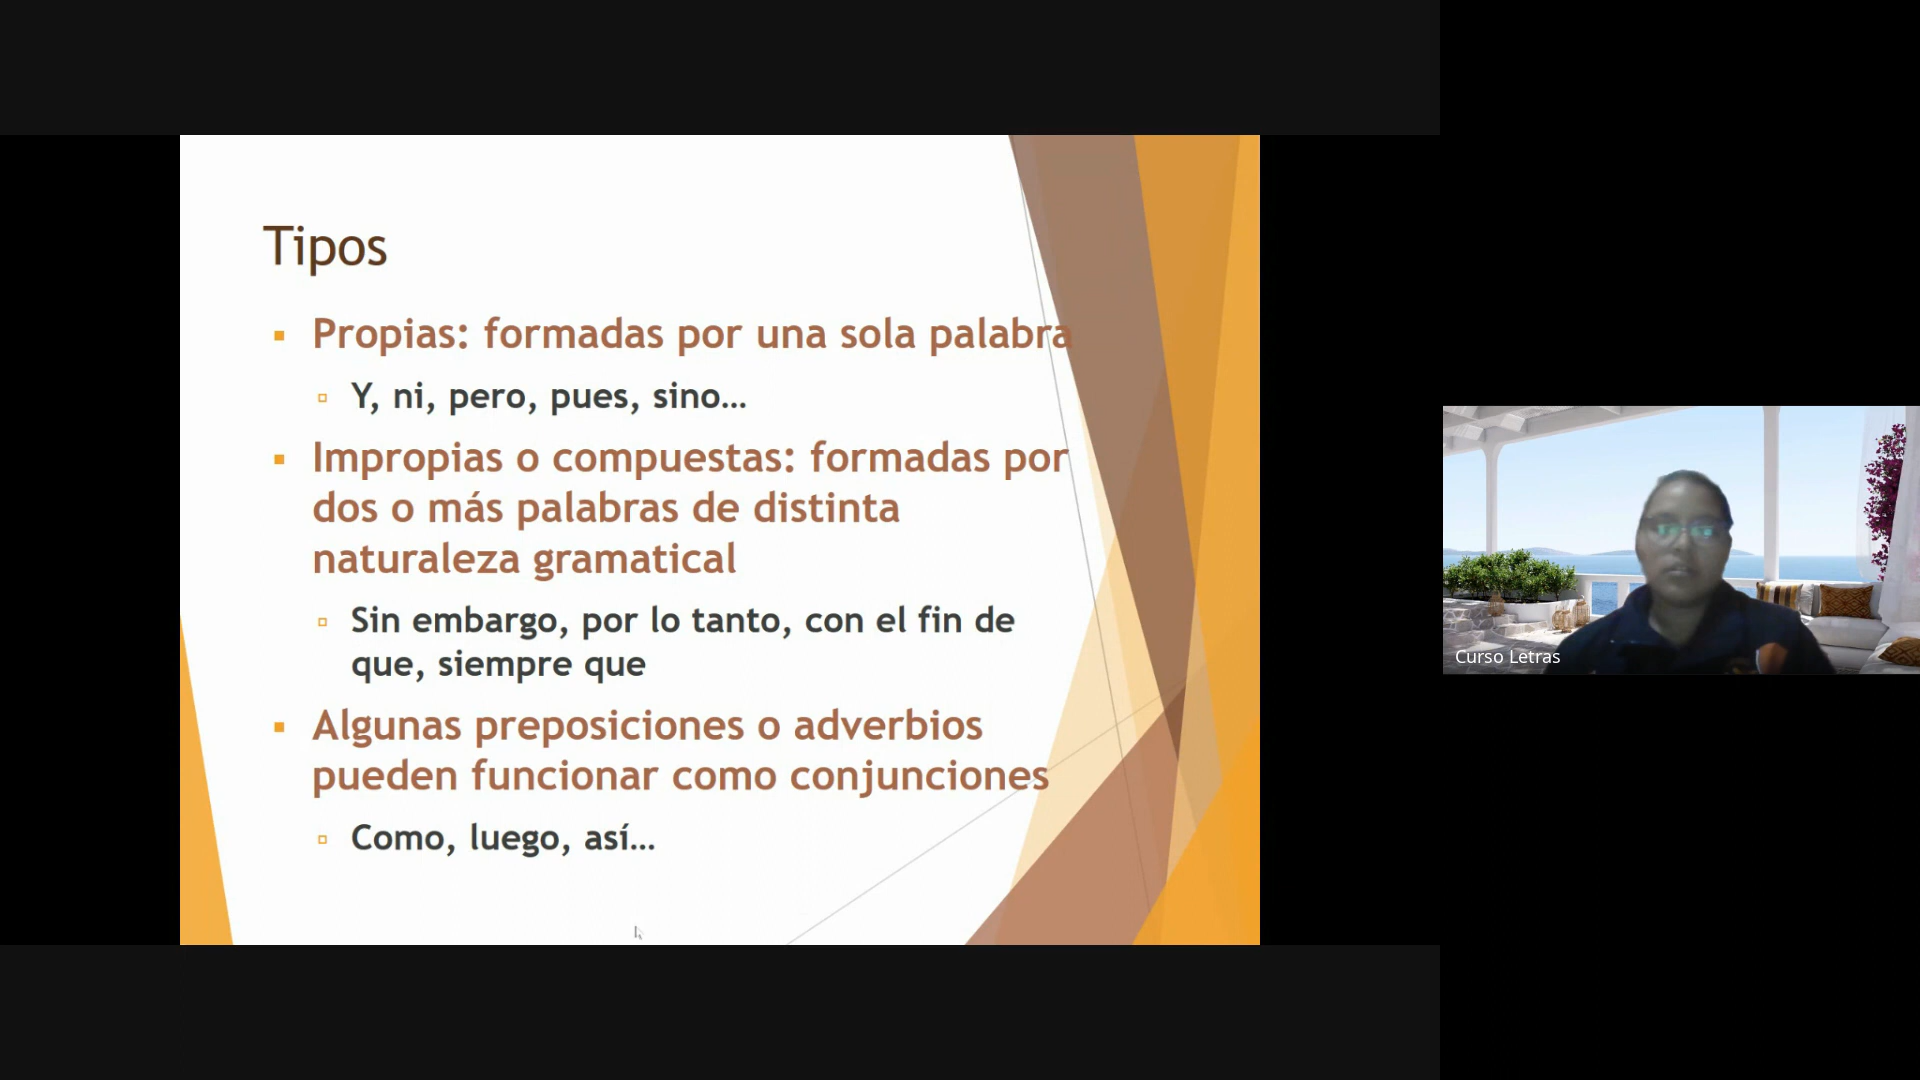 Tipos
Propias: formadas por una sola palabra
Y, ni, pero, pues, sino...
Impropias o compuestas: formadas por
dos o más palabras de distinta
naturaleza gramatical
Sin embargo, por lo tanto, con el fin de
que, siempre que
Algunas preposiciones o adverbios
pueden funcionar como conjunciones
Como, luego, así...
Curso Letras